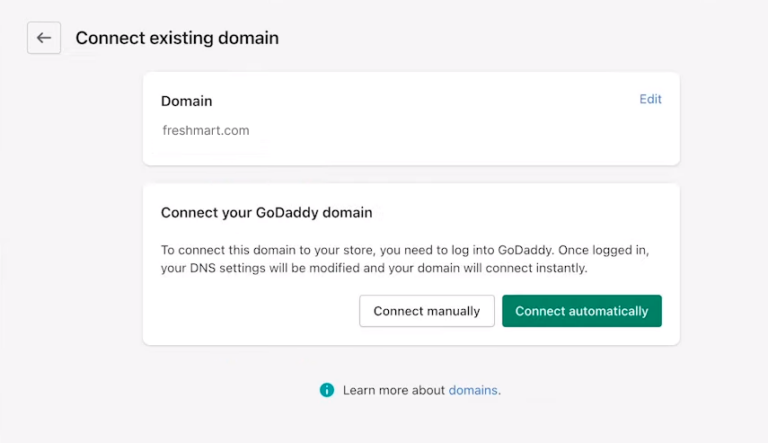 Connect existing domain
Domain
Edit
freshmart.com
Connect your GoDaddy domain
To connect this domain to your store, you need to log into GoDaddy. Once logged in,
your DNS settings will be modified and your domain will connect instantly.
Connect manually
Connect automatically
Learn more about domains.